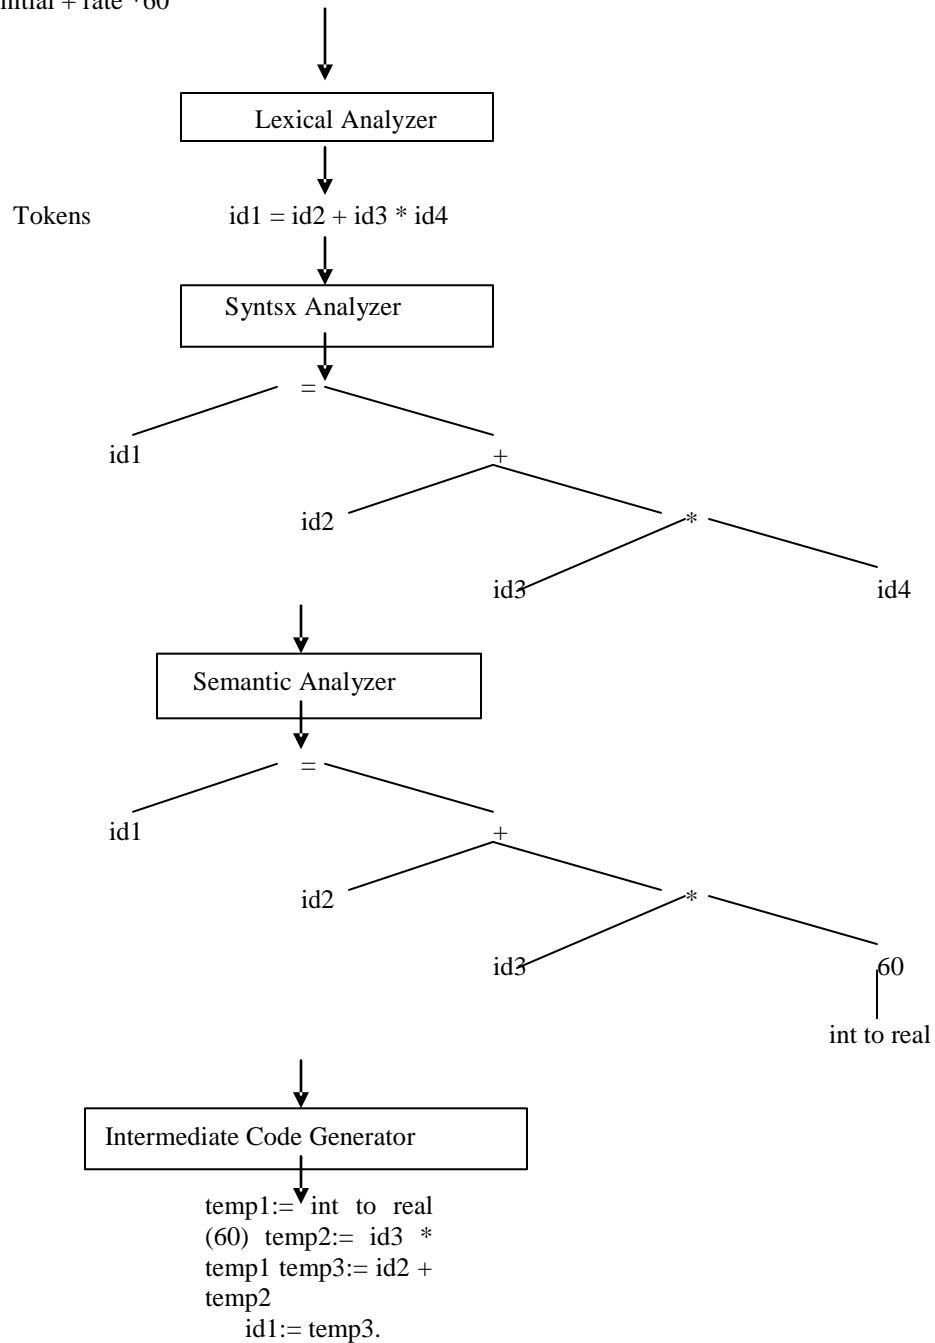 + rate *60
Lexical Analyzer
Tokens id1 = id2 + id3 * id4
Syntsx Analyzer
=
id1
+
id2
*
id3 id4
Semantic Analyzer
=
id1
+
id2
*
id3 60
int to real
Intermediate Code Generator
temp1:= int to real
(60) temp2:= id3 *
temp1 temp3:= id2 +
temp2
id1:= temp3.